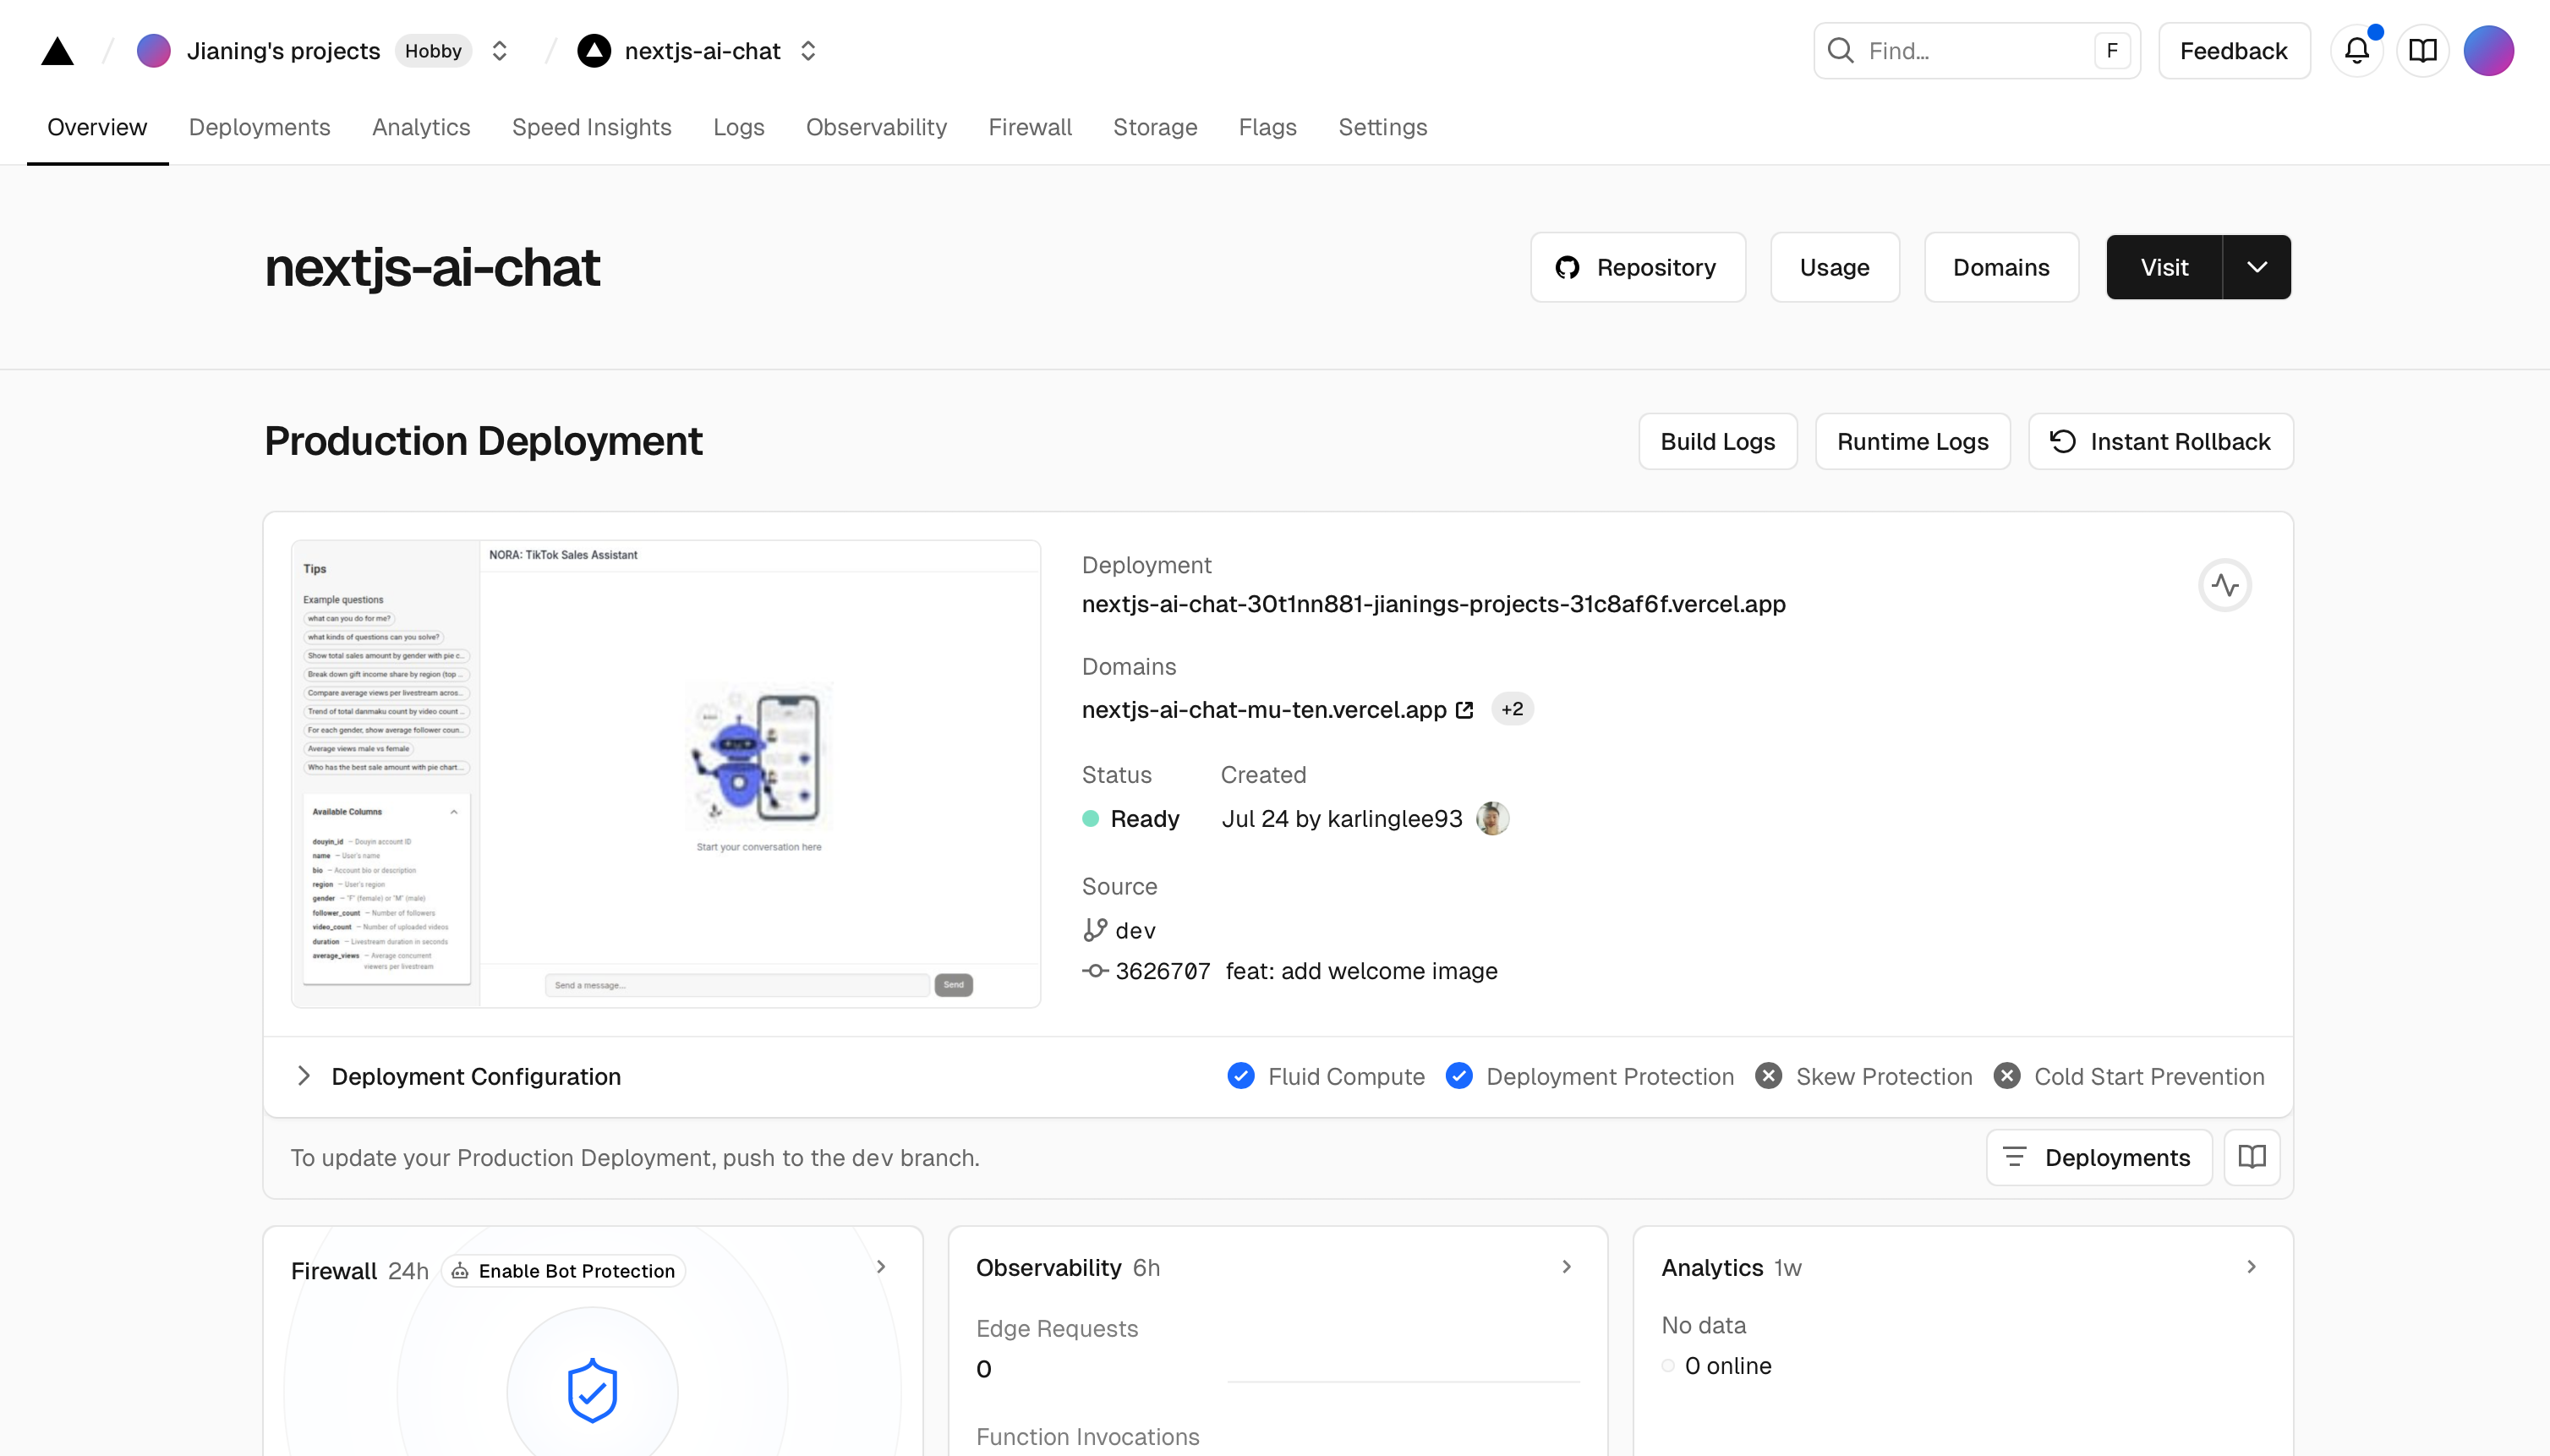 Jianing's projects Hobby
nextjs-ai-chat
Find...
F
Feedback
Overview Deployments Analytics Speed Insights Logs Observability Firewall Storage Flags Settings
nextjs-ai-chat
Repository
Usage
Domains
Visit
Production Deployment
Build Logs
Runtime Logs
Instant Rollback
Tips
Example questions
what can you do for me?
what kinds of questions can you solve?
Show total sales amount by gender with pie c...
Break down gift income share by region (top ...
Compare average views per livestream acros...
Trend of total danmaku count by video count ...
For each gender, show average follower coun...
Average views male vs female
Who has the best sale amount with pie chart...
Available Columns
douyin_id — Douyin account ID
name — User's name
bio — Account bio or description
region — User's region
gender — "F" (female) or "M" (male)
follower_count — Number of followers
video_count — Number of uploaded videos
duration — Livestream duration in seconds
average_views — Average concurrent
viewers per livestream
NORA: TikTok Sales Assistant
Start your conversation here
Send a message...
Send
Deployment
nextjs-ai-chat-30t1nn881-jianings-projects-31c8af6f.vercel.app
Domains
nextjs-ai-chat-mu-ten.vercel.app +2
Status Created
Ready Jul 24 by karlinglee93
Source
dev
3626707 feat: add welcome image
Deployment Configuration
Fluid Compute Deployment Protection Skew Protection Cold Start Prevention
To update your Production Deployment, push to the dev branch.
Deployments
Firewall 24h Enable Bot Protection
Observability 6h
Edge Requests
0
Function Invocations
Analytics 1w
No data
0 online